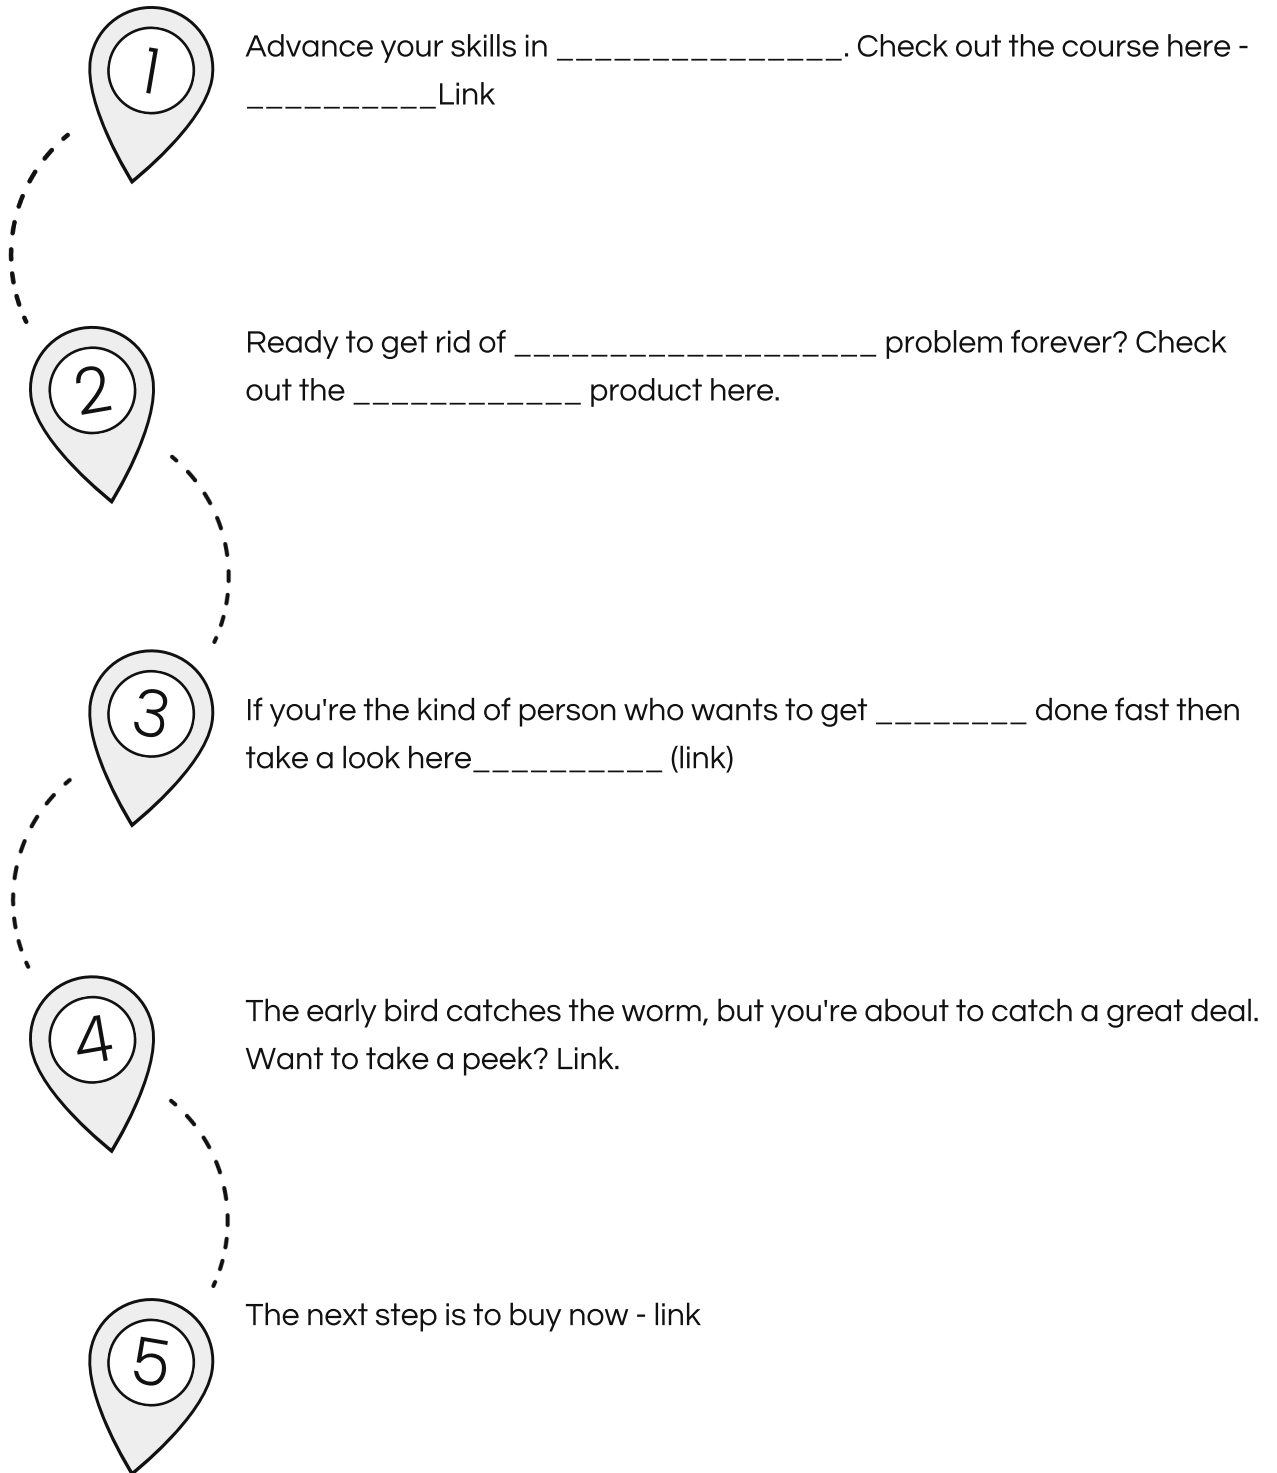 1
Advance your skills in _______________. Check out the course here -
__________Link
2
Ready to get rid of ___________________ problem forever? Check
out the ____________ product here.
3
If you're the kind of person who wants to get ________ done fast then
take a look here__________ (link)
4
The early bird catches the worm, but you're about to catch a great deal.
Want to take a peek? Link.
5
The next step is to buy now - link